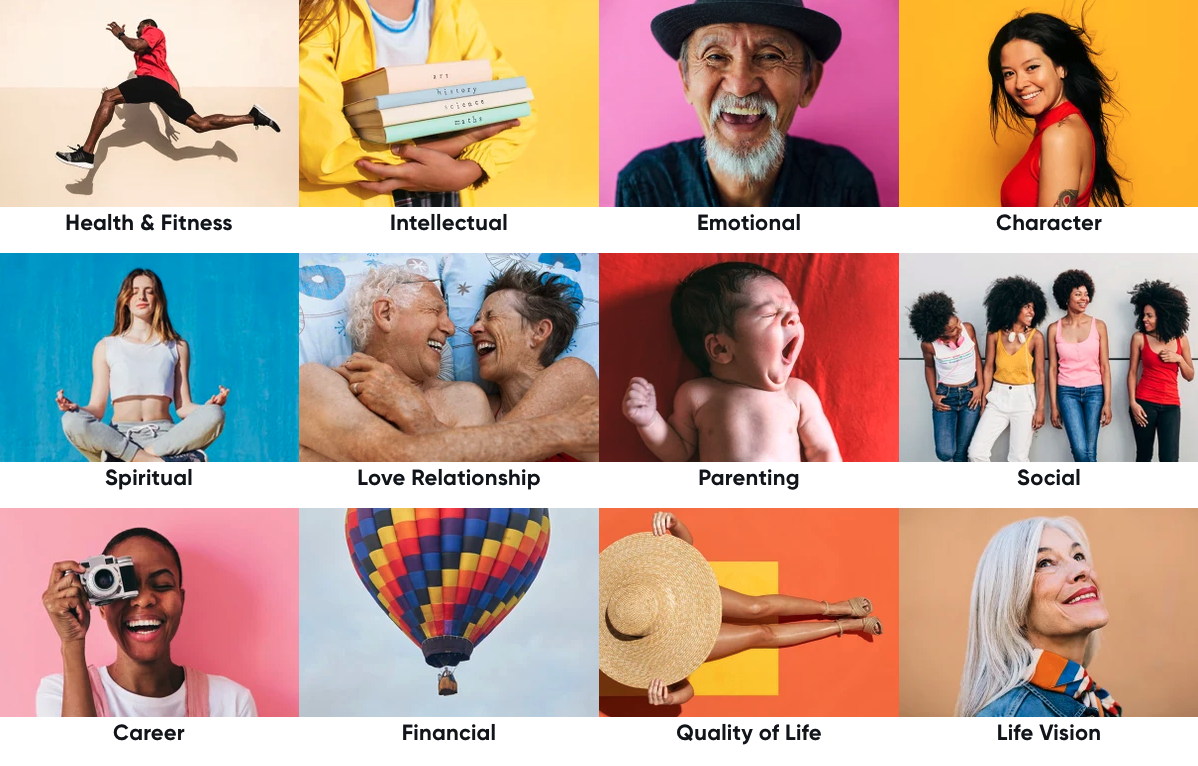 art
history
science
maths
Health & Fitness
Intellectual
Emotional
Character
Spiritual
Love Relationship
Parenting
Social
Career
Financial
Quality of Life
Life Vision